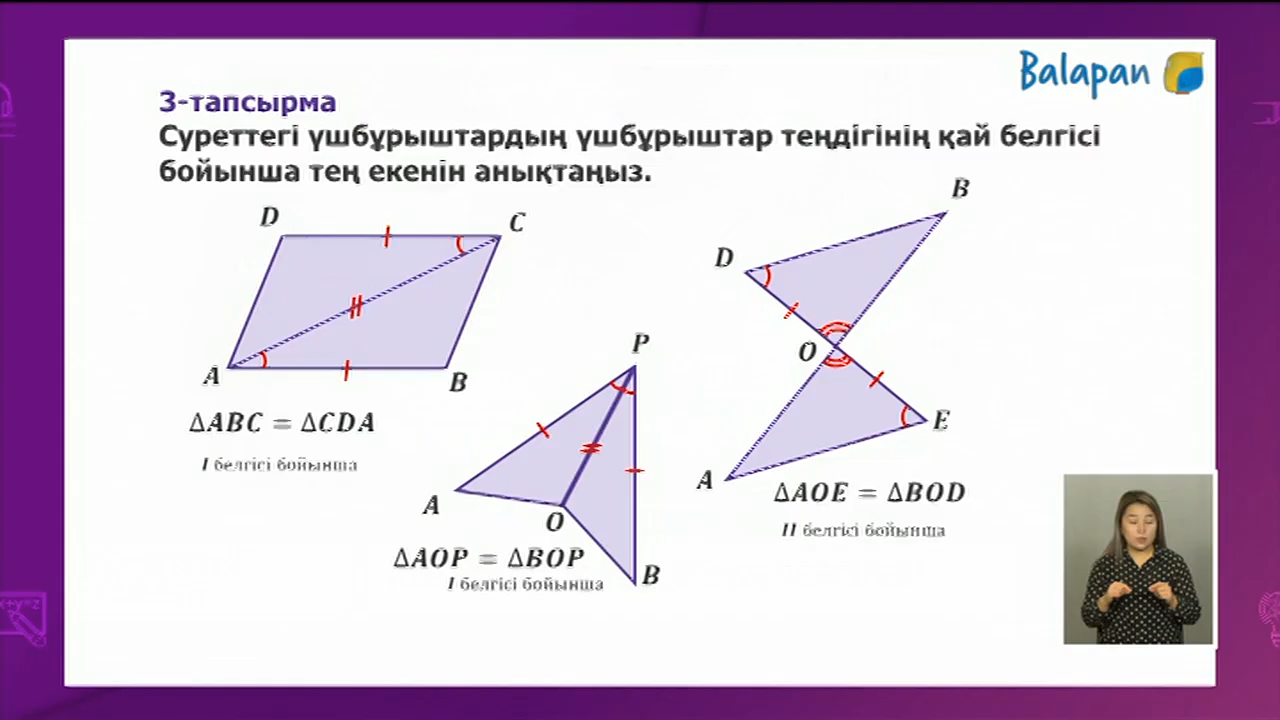 Balapan
3-тапсырма
Суреттегі үшбұрыштардың үшбұрыштар теңдігінің қай белгісі
бойынша тең екенін анықтаңыз.
D
C
A
B
ΔABC = ΔCDA
I белгісі бойынша
P
A
O
B
ΔAOP = ΔBOP
I белгісі бойынша
B
D
O
E
A
ΔAOE = ΔBOD
II белгісі бойынша
x+y=z